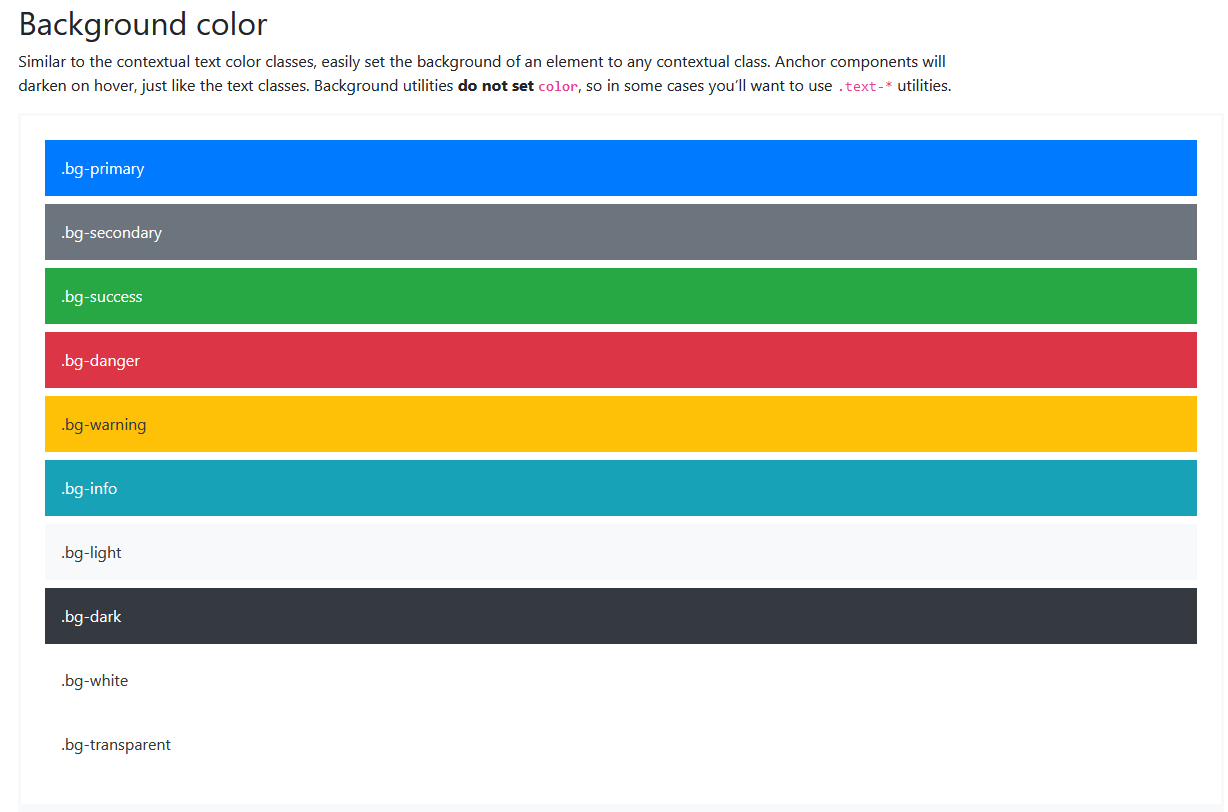 Background color
Similar to the contextual text color classes, easily set the background of an element to any contextual class. Anchor components will
darken on hover, just like the text classes. Background utilities do not set color, so in some cases you’ll want to use .text-* utilities.
.bg-primary
.bg-secondary
.bg-success
.bg-danger
.bg-warning
.bg-info
.bg-light
.bg-dark
.bg-white
.bg-transparent